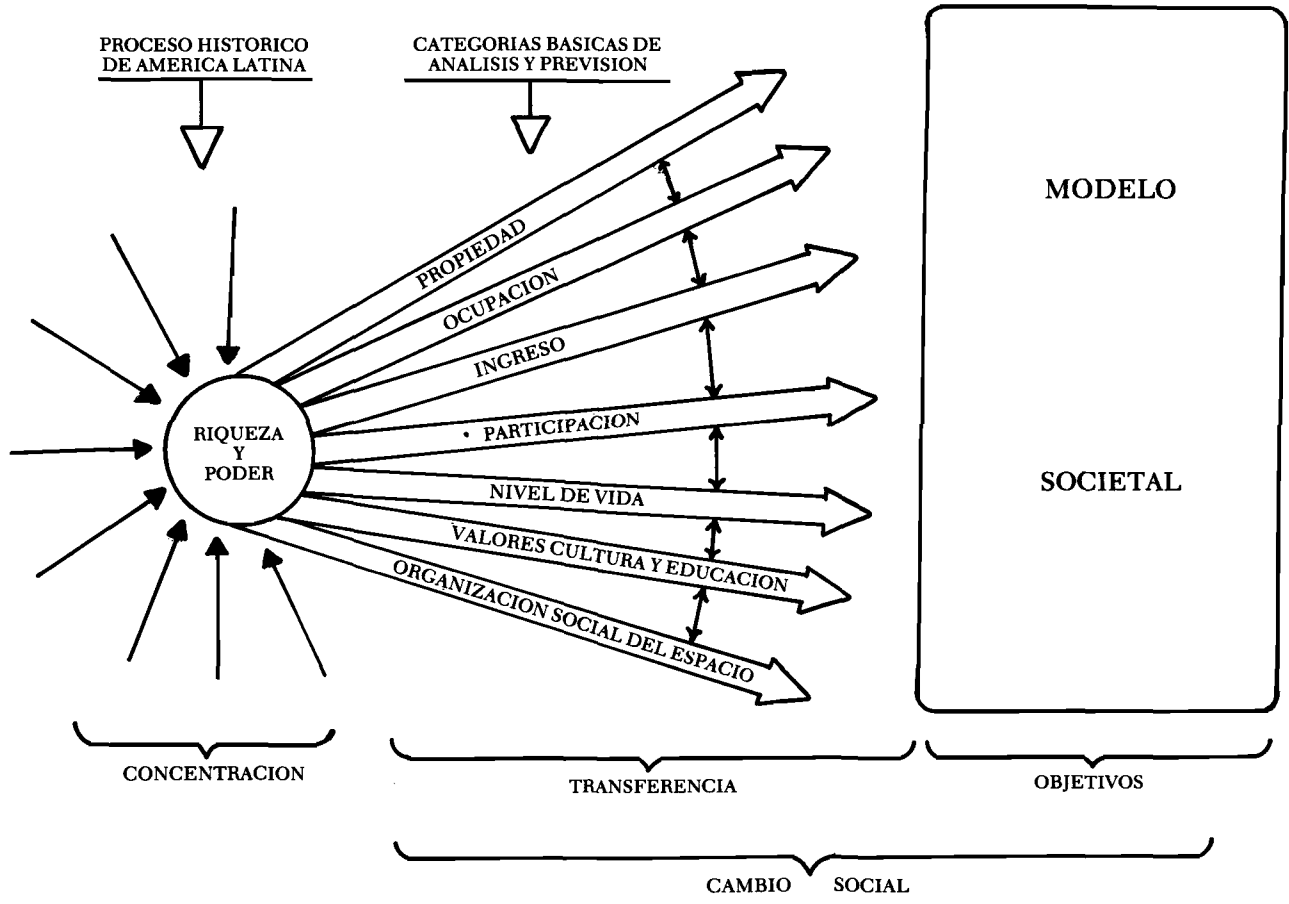 PROCESO HISTORICO
DE AMERICA LATINA
CATEGORIAS BASICAS DE
ANALISIS Y PREVISION
MODELO
SOCIETAL
RIQUEZA
Y
PODER
PROPIEDAD
OCUPACION
INGRESO
PARTICIPACION
NIVEL DE VIDA
VALORES CULTURA Y EDUCACION
ORGANIZACION SOCIAL DEL ESPACIO
CONCENTRACION
TRANSFERENCIA
OBJETIVOS
CAMBIO SOCIAL